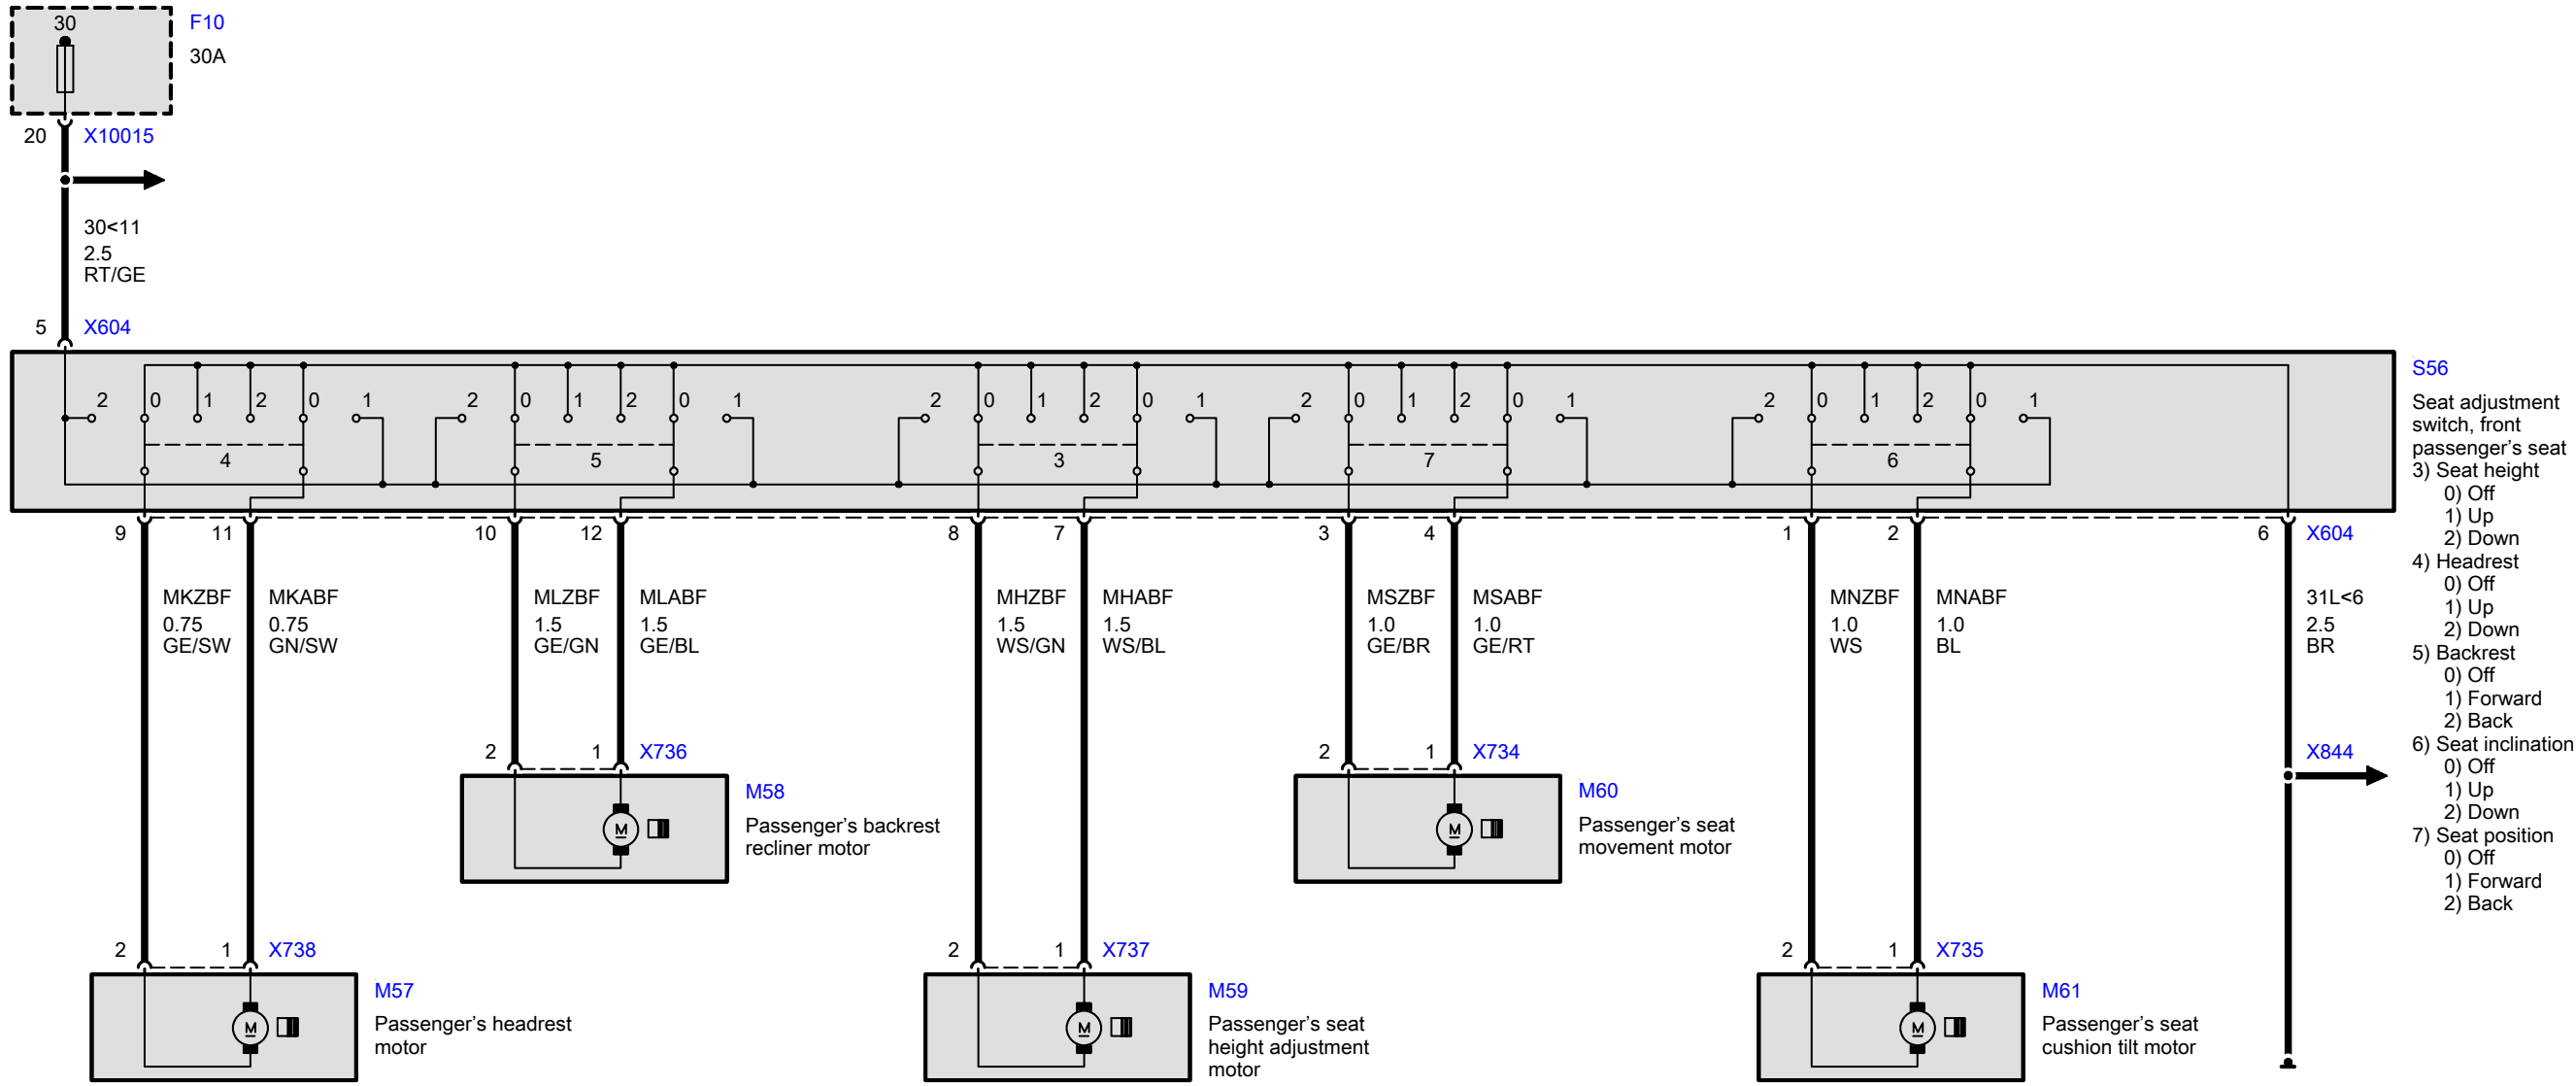 30
F10
30A
20 X10015
30<11
2.5
RT/GE
5 X604
2 0 1 2 0 1 2 0 1 2 0 1 2 0 1 2 0 1 2 0 1 2 0 1 2 0 1 2 0 1
4 5 3 7 6
S56
Seat adjustment
switch, front
passenger's seat
3) Seat height
0) Off
1) Up
2) Down
4) Headrest
0) Off
1) Up
2) Down
5) Backrest
0) Off
1) Forward
2) Back
6) Seat inclination
0) Off
1) Up
2) Down
7) Seat position
0) Off
1) Forward
2) Back
9 11 10 12 8 7 3 4 1 2 6 X604
MKZBF
0.75
GE/SW
MKABF
0.75
GN/SW
MLZBF
1.5
GE/GN
MLABF
1.5
GE/BL
MHZBF
1.5
WS/GN
MHABF
1.5
WS/BL
MSZBF
1.0
GE/BR
MSABF
1.0
GE/RT
MNZBF
1.0
WS
MNABF
1.0
BL
31L<6
2.5
BR
2 1 X736
M
M58
Passenger's backrest
recliner motor
2 1 X734
M
M60
Passenger's seat
movement motor
X844
2 1 X738
M
M57
Passenger's headrest
motor
2 1 X737
M
M59
Passenger's seat
height adjustment
motor
2 1 X735
M
M61
Passenger's seat
cushion tilt motor